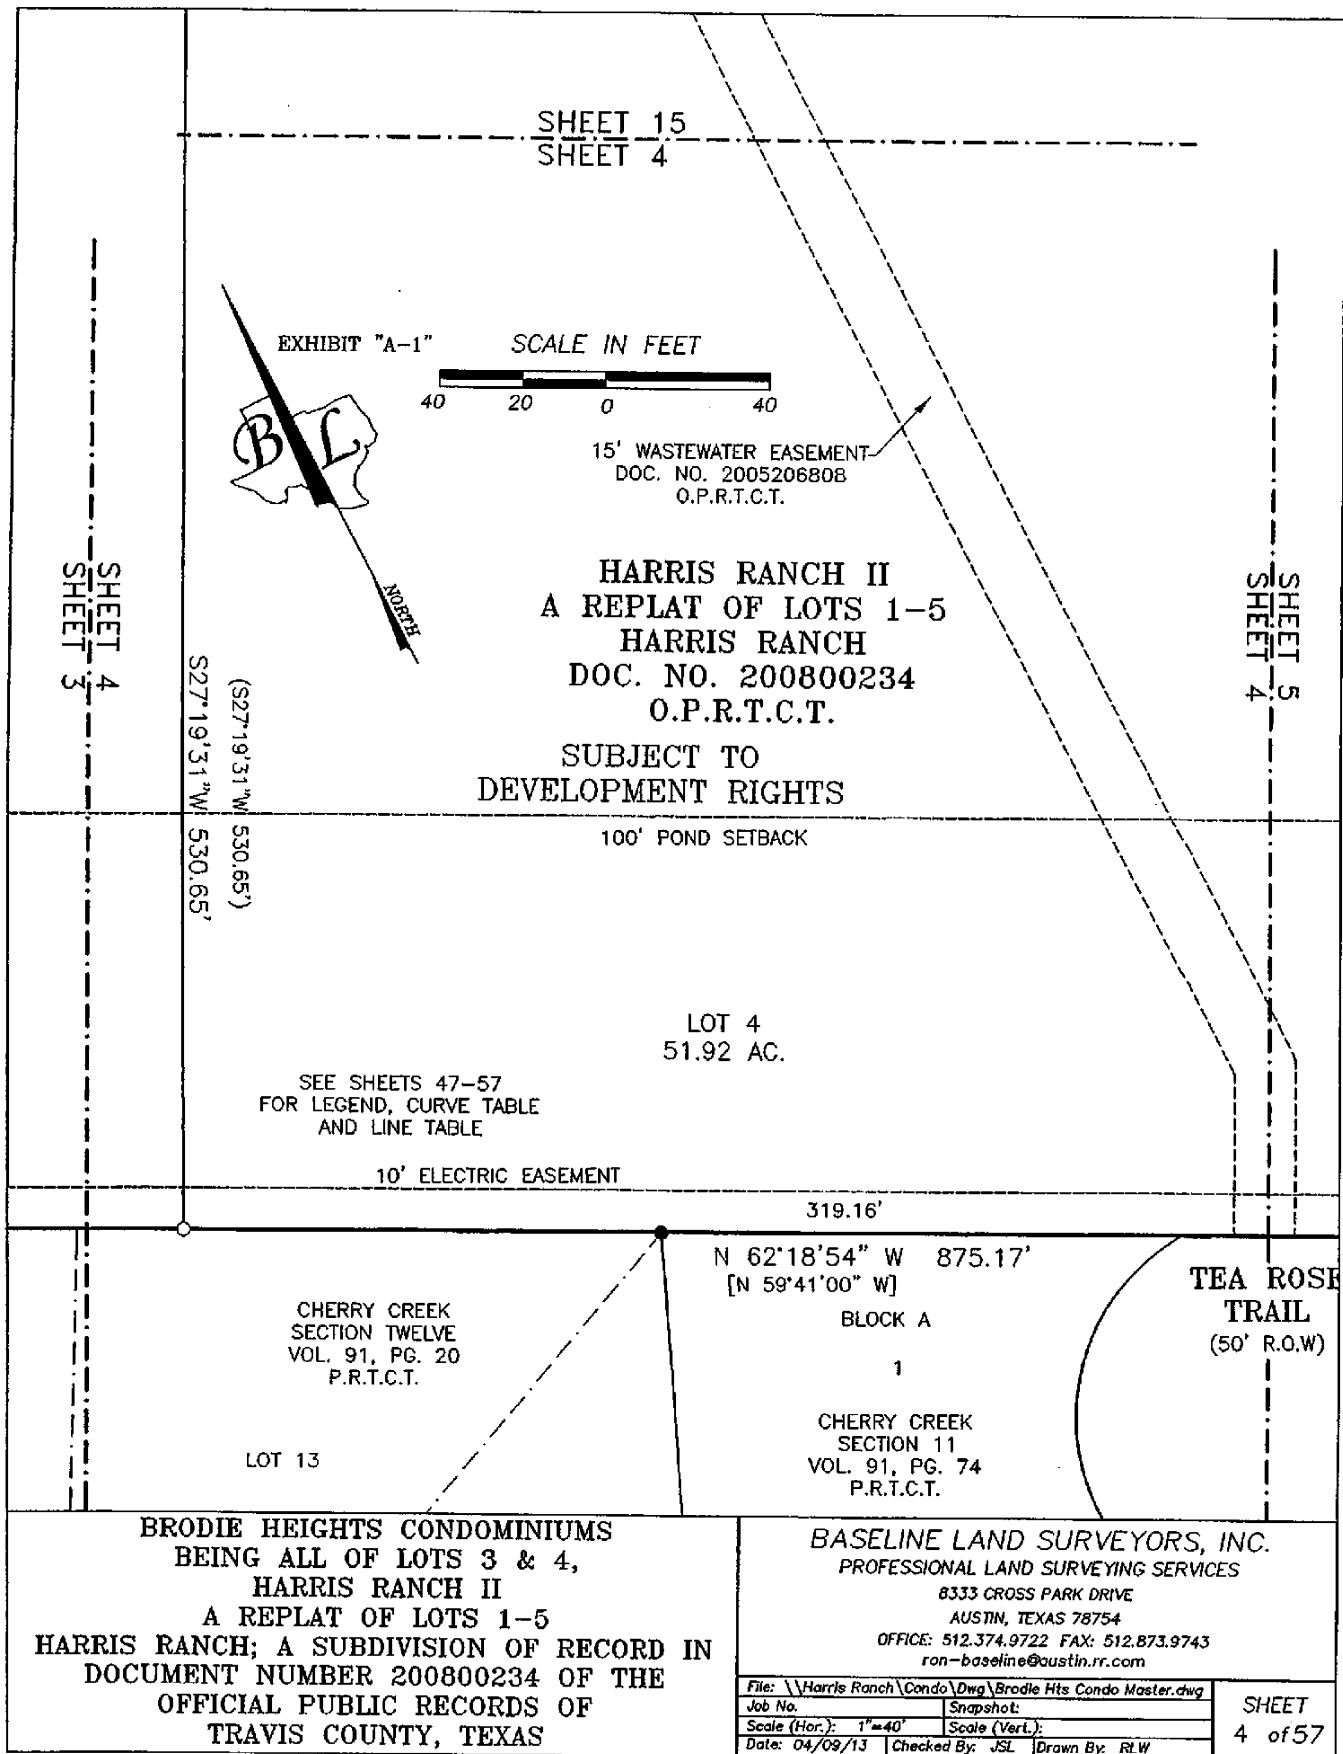 SHEET 15
SHEET 4
EXHIBIT "A-1"
SCALE IN FEET
40 20 0 40
B L
NORTH
15' WASTEWATER EASEMENT
DOC. NO. 2005206808
O.P.R.T.C.T.
SHEET 4
SHEET 3
SHEET 5
SHEET 4
HARRIS RANCH II
A REPLAT OF LOTS 1-5
HARRIS RANCH
DOC. NO. 200800234
O.P.R.T.C.T.
SUBJECT TO
DEVELOPMENT RIGHTS
(S27°19'31"W 530.65')
S27°19'31"W 530.65'
100' POND SETBACK
LOT 4
51.92 AC.
SEE SHEETS 47-57
FOR LEGEND, CURVE TABLE
AND LINE TABLE
10' ELECTRIC EASEMENT
319.16'
N 62°18'54" W 875.17'
[N 59°41'00" W]
BLOCK A
1
CHERRY CREEK
SECTION 11
VOL. 91, PG. 74
P.R.T.C.T.
CHERRY CREEK
SECTION TWELVE
VOL. 91, PG. 20
P.R.T.C.T.
LOT 13
TEA ROSE
TRAIL
(50' R.O.W)
BRODIE HEIGHTS CONDOMINIUMS
BEING ALL OF LOTS 3 & 4,
HARRIS RANCH II
A REPLAT OF LOTS 1-5
HARRIS RANCH; A SUBDIVISION OF RECORD IN
DOCUMENT NUMBER 200800234 OF THE
OFFICIAL PUBLIC RECORDS OF
TRAVIS COUNTY, TEXAS
BASELINE LAND SURVEYORS, INC.
PROFESSIONAL LAND SURVEYING SERVICES
8333 CROSS PARK DRIVE
AUSTIN, TEXAS 78754
OFFICE: 512.374.9722 FAX: 512.873.9743
ron-baseline@austin.rr.com
File: \\Harris Ranch\Condo\Dwg\Brodie Hts Condo Master.dwg
Job No. Snapshot:
Scale (Hor.): 1"=40' Scale (Vert.):
Date: 04/09/13 Checked By: JSL Drawn By: RLW
SHEET
4 of 57